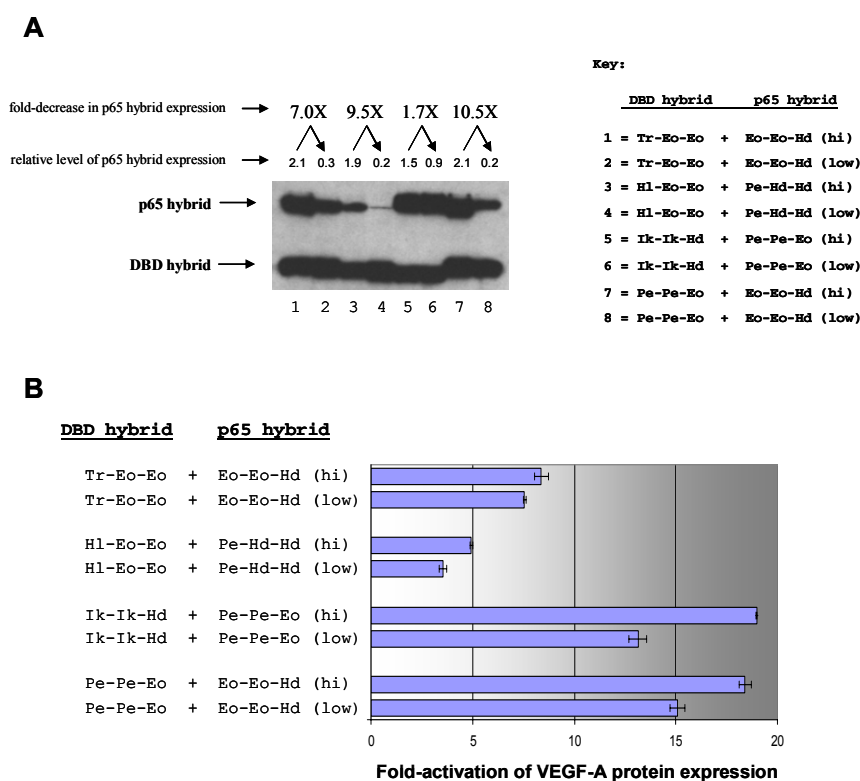 A
fold-decrease in p65 hybrid expression
7.0X 9.5X 1.7X 10.5X
relative level of p65 hybrid expression
2.1 0.3 1.9 0.2 1.5 0.9 2.1 0.2
p65 hybrid
DBD hybrid
1 2 3 4 5 6 7 8
Key:
DBD hybrid p65 hybrid
1 = Tr-Eo-Eo + Eo-Eo-Hd (hi)
2 = Tr-Eo-Eo + Eo-Eo-Hd (low)
3 = Hl-Eo-Eo + Pe-Hd-Hd (hi)
4 = Hl-Eo-Eo + Pe-Hd-Hd (low)
5 = Ik-Ik-Hd + Pe-Pe-Eo (hi)
6 = Ik-Ik-Hd + Pe-Pe-Eo (low)
7 = Pe-Pe-Eo + Eo-Eo-Hd (hi)
8 = Pe-Pe-Eo + Eo-Eo-Hd (low)
B
DBD hybrid p65 hybrid
Tr-Eo-Eo + Eo-Eo-Hd (hi)
Tr-Eo-Eo + Eo-Eo-Hd (low)
Hl-Eo-Eo + Pe-Hd-Hd (hi)
Hl-Eo-Eo + Pe-Hd-Hd (low)
Ik-Ik-Hd + Pe-Pe-Eo (hi)
Ik-Ik-Hd + Pe-Pe-Eo (low)
Pe-Pe-Eo + Eo-Eo-Hd (hi)
Pe-Pe-Eo + Eo-Eo-Hd (low)
0 5 10 15 20
Fold-activation of VEGF-A protein expression